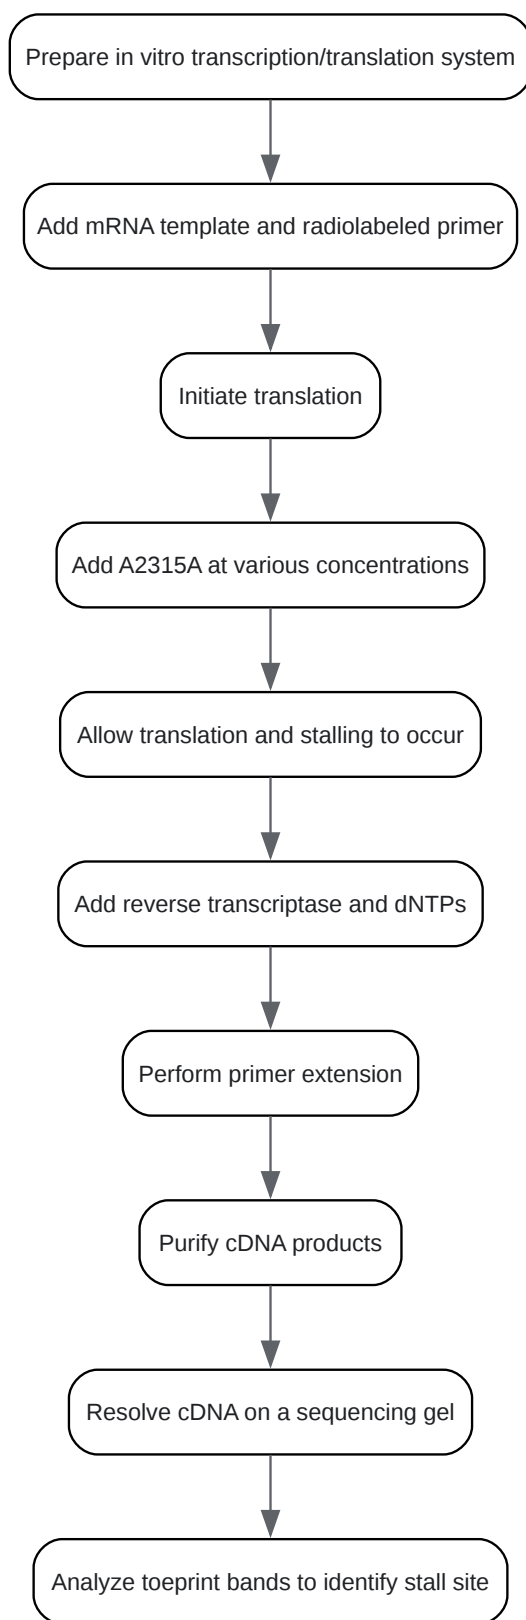 Prepare in vitro transcription/translation system
Add mRNA template and radiolabeled primer
Initiate translation
Add A2315A at various concentrations
Allow translation and stalling to occur
Add reverse transcriptase and dNTPs
Perform primer extension
Purify cDNA products
Resolve cDNA on a sequencing gel
Analyze toeprint bands to identify stall site